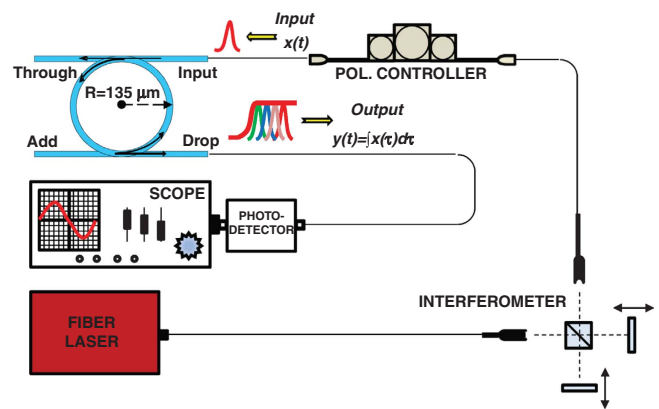 Input
x(t)
Through
Input
POL. CONTROLLER
R=135 μm
Output
Add
Drop
y(t)=∫x(τ)dτ
SCOPE
PHOTO-
DETECTOR
INTERFEROMETER
FIBER
LASER